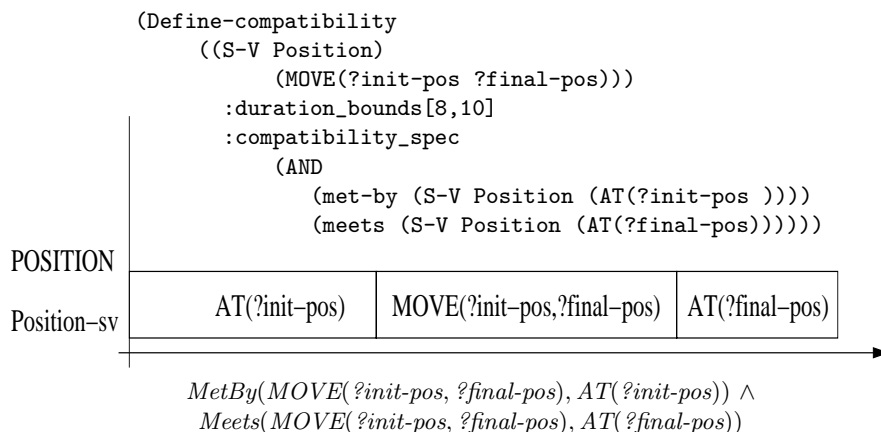 (Define-compatibility
((S-V Position)
(MOVE(?init-pos ?final-pos)))
:duration_bounds[8,10]
:compatibility_spec
(AND
(met-by (S-V Position (AT(?init-pos ))))
(meets (S-V Position (AT(?final-pos))))))
POSITION
Position–sv
AT(?init–pos)
MOVE(?init–pos,?final–pos)
AT(?final–pos)
MetBy(MOVE(?init-pos, ?final-pos), AT(?init-pos)) ∧
Meets(MOVE(?init-pos, ?final-pos), AT(?final-pos))